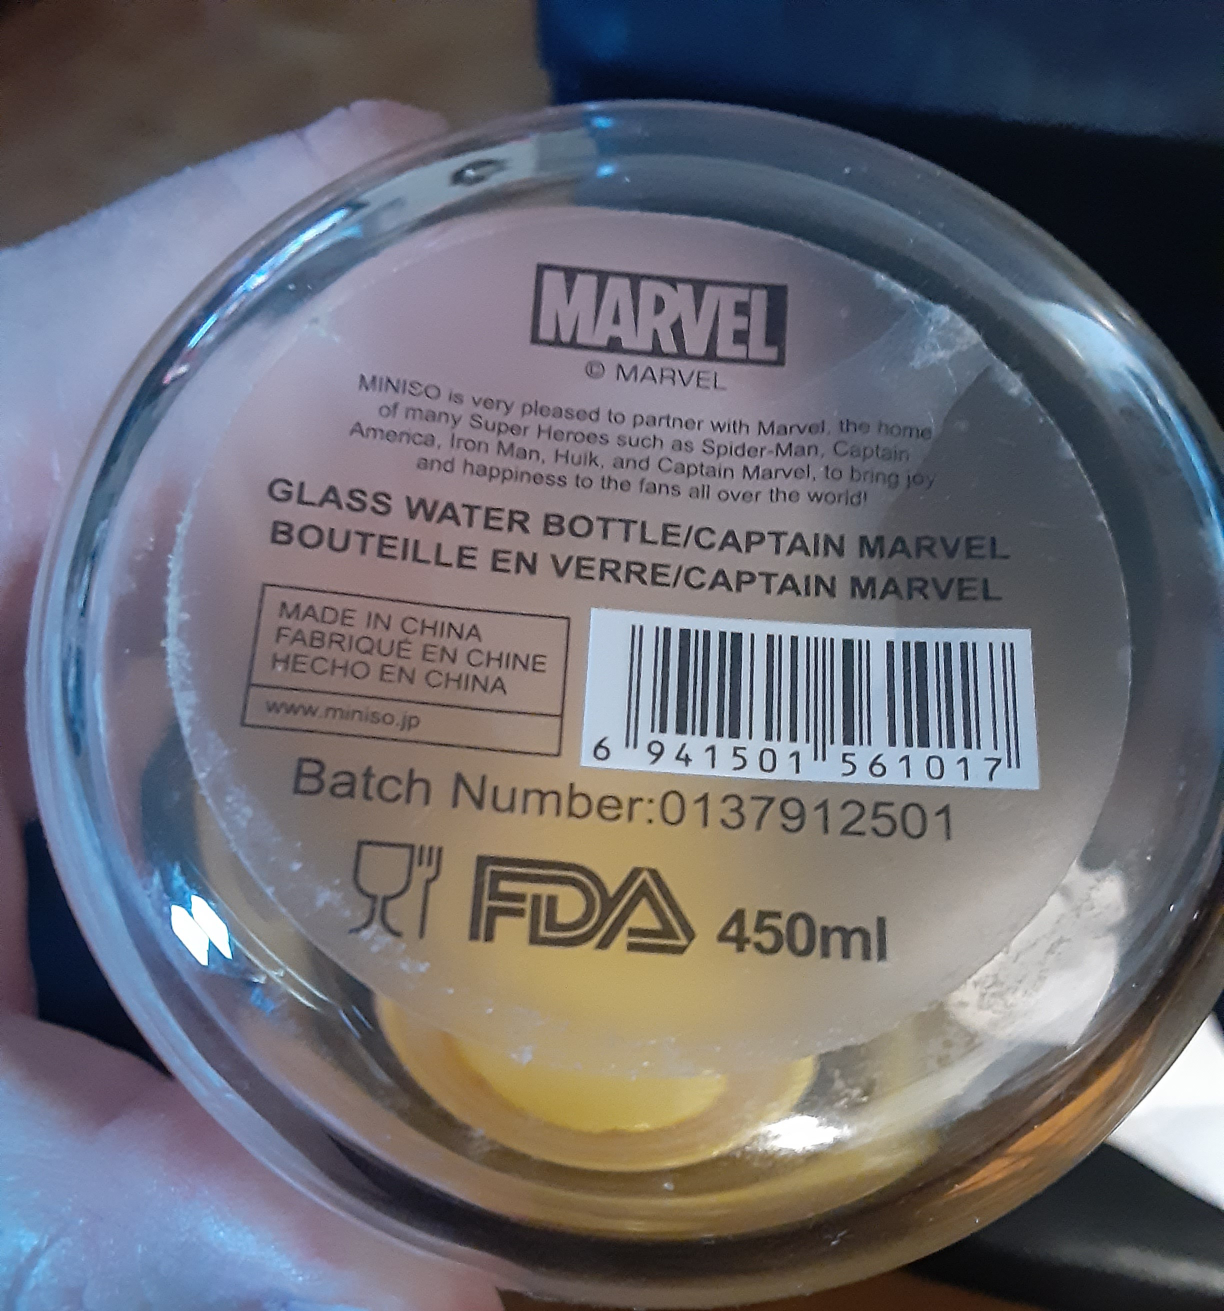 MARVEL
© MARVEL
MINISO is very pleased to partner with Marvel, the home
of many Super Heroes such as Spider-Man, Captain
America, Iron Man, Hulk, and Captain Marvel, to bring joy
and happiness to the fans all over the world!
GLASS WATER BOTTLE/CAPTAIN MARVEL
BOUTEILLE EN VERRE/CAPTAIN MARVEL
MADE IN CHINA
FABRIQUÉ EN CHINE
HECHO EN CHINA
www.miniso.jp
6 941501 561017
Batch Number:0137912501
FDA 450ml